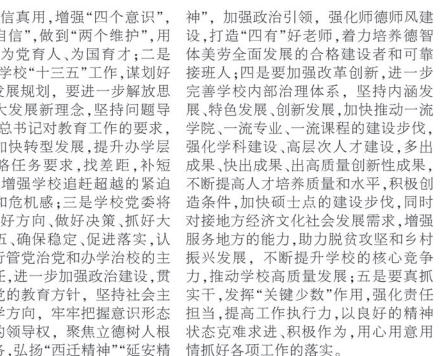 信真用，增强“四个意识”，
自信”，做到“两个维护”，用
为党育人、为国育才；二是
学校“十三五”工作，谋划好
发展规划，要进一步解放思
大发展新理念，坚持问题导
总书记对教育工作的要求，
加快转型发展，提升办学层
略任务要求，找差距，补短
增强学校追赶超越的紧迫
和危机感；三是学校党委将
好方向、做好决策、抓好大
五、确保稳定、促进落实，认
行管党治党和办学治校的主
任，进一步加强政治建设，贯
党的教育方针，坚持社会主
学方向，牢牢把握意识形态
的领导权，聚焦立德树人根
务，弘扬“西迁精神”“延安精
神”，加强政治引领，强化师德师风建
设，打造“四有”好老师，着力培养德智
体美劳全面发展的合格建设者和可靠
接班人；四是要加强改革创新，进一步
完善学校内部治理体系，坚持内涵发
展、特色发展、创新发展，加快推动一流
学院、一流专业、一流课程的建设步伐，
强化学科建设、高层次人才建设，多出
成果、快出成果、出高质量创新性成果，
不断提高人才培养质量和水平，积极创
造条件，加快硕士点的建设步伐，同时
对接地方经济文化社会发展需求，增强
服务地方的能力，助力脱贫攻坚和乡村
振兴发展，不断提升学校的核心竞争
力，推动学校高质量发展；五是要真抓
实干，发挥“关键少数”作用，强化责任
担当，提高工作执行力，以良好的精神
状态克难求进、积极作为，用心用意用
情抓好各项工作的落实。